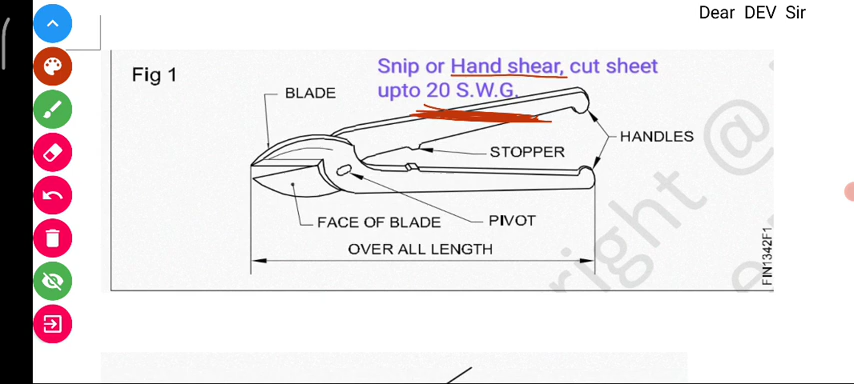 Dear DEV Sir
Fig 1
Snip or Hand shear, cut sheet
upto 20 S.W.G.
BLADE
HANDLES
STOPPER
FACE OF BLADE
PIVOT
OVER ALL LENGTH
FIN1342F1
right @